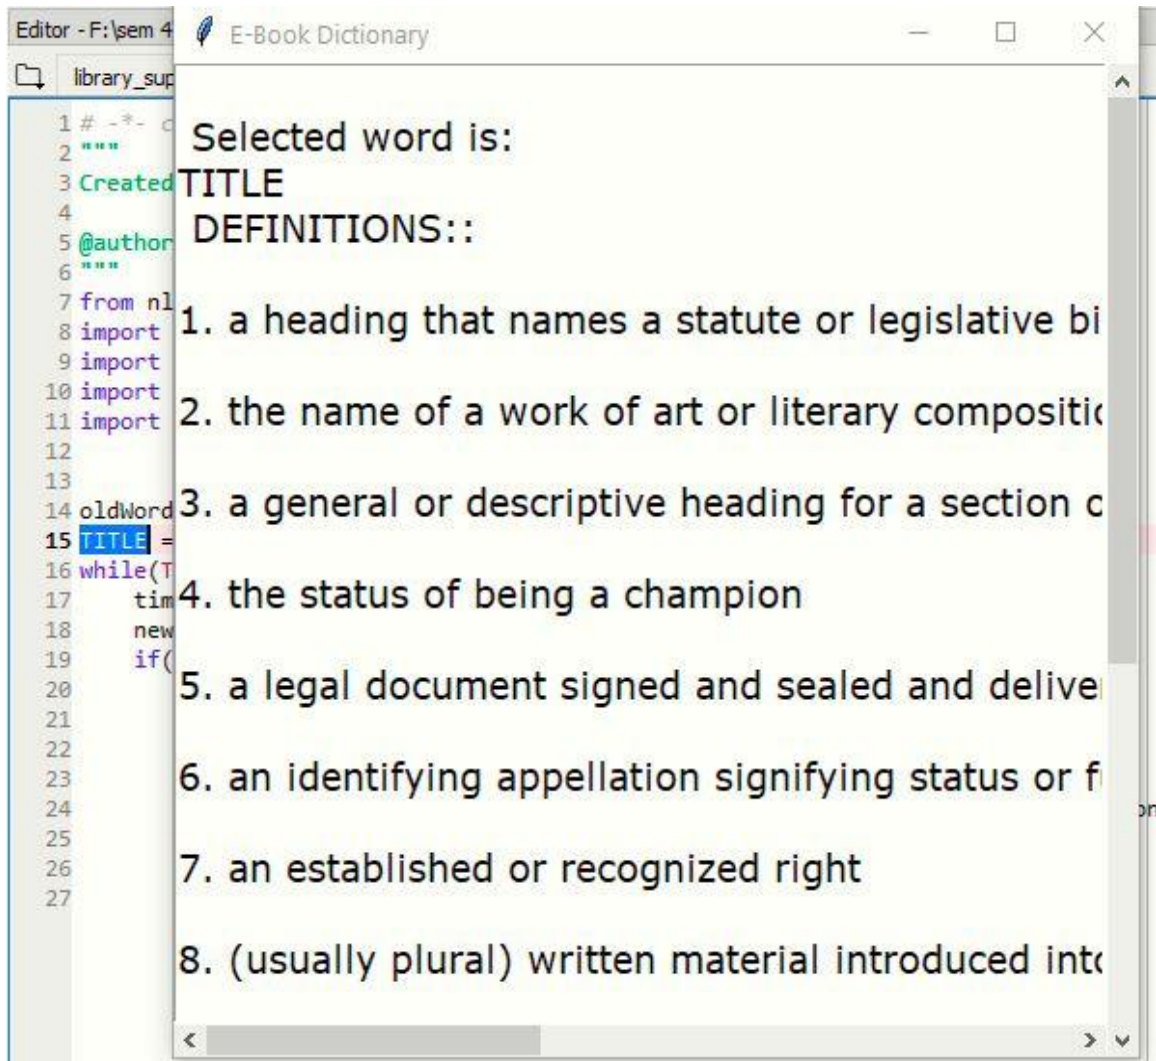 Editor - F:\sem 4
E-Book Dictionary
library_sup
1 # -*- c
2 """
3 Created
4
5 @author
6 """
7 from nl
8 import
9 import
10 import
11 import
12
13
14 oldWord
15 TITLE =
16 while(T
17 tim
18 new
19 if(
20
21
22
23
24
25
26
27
Selected word is:
TITLE
DEFINITIONS::
1. a heading that names a statute or legislative bi
2. the name of a work of art or literary compositio
3. a general or descriptive heading for a section o
4. the status of being a champion
5. a legal document signed and sealed and delive
6. an identifying appellation signifying status or f
7. an established or recognized right
8. (usually plural) written material introduced into